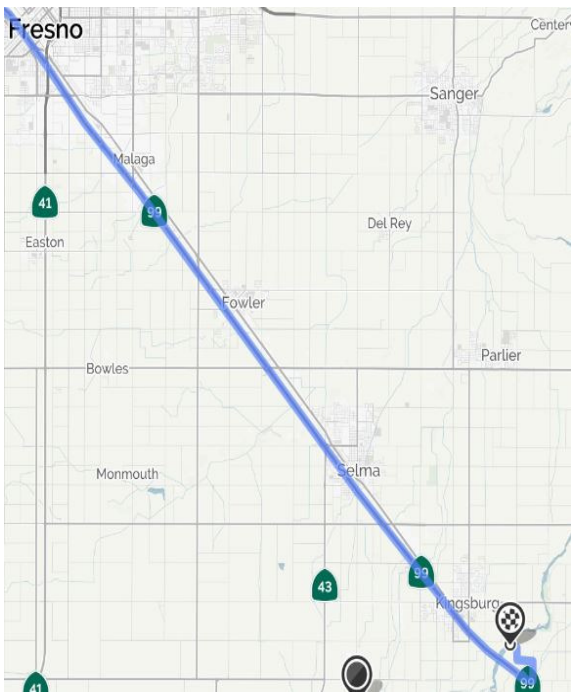 Fresno
Center
Sanger
Malaga
41
99
Del Rey
Easton
Fowler
Parlier
Bowles
Selma
Monmouth
99
43
Kingsburg
41
99